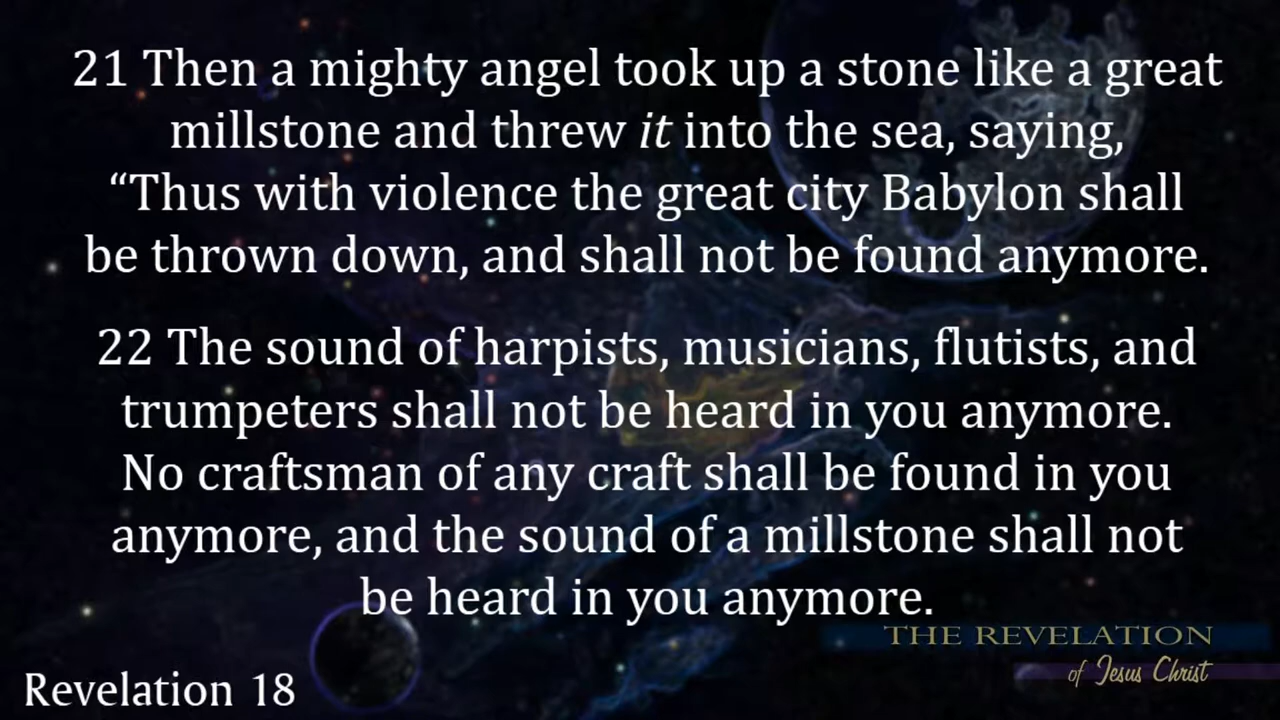 21 Then a mighty angel took up a stone like a great
millstone and threw it into the sea, saying,
“Thus with violence the great city Babylon shall
be thrown down, and shall not be found anymore.
22 The sound of harpists, musicians, flutists, and
trumpeters shall not be heard in you anymore.
No craftsman of any craft shall be found in you
anymore, and the sound of a millstone shall not
be heard in you anymore.
THE REVELATION
of Jesus Christ
Revelation 18